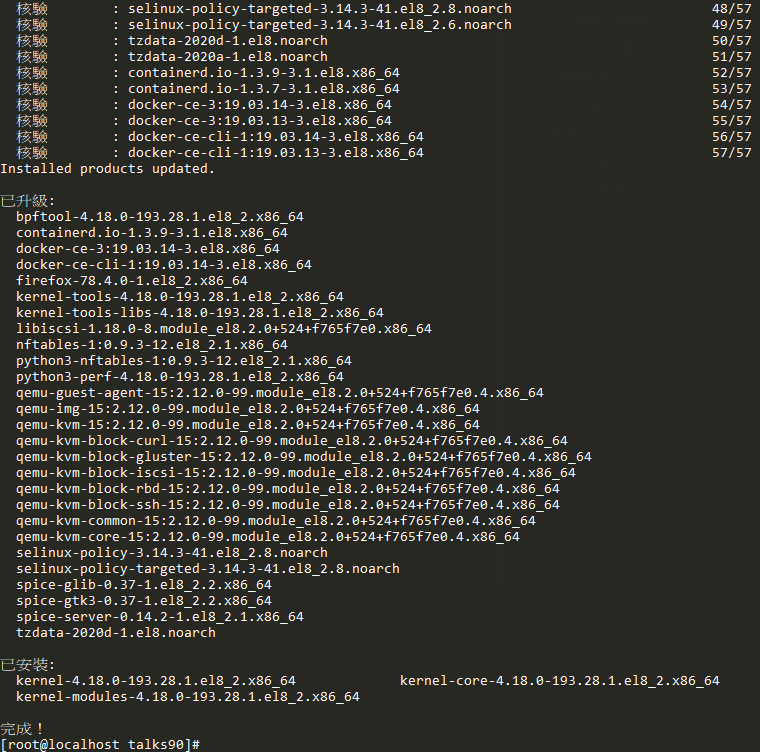 核驗 : selinux-policy-targeted-3.14.3-41.el8_2.8.noarch 48/57
核驗 : selinux-policy-targeted-3.14.3-41.el8_2.6.noarch 49/57
核驗 : tzdata-2020d-1.el8.noarch 50/57
核驗 : tzdata-2020a-1.el8.noarch 51/57
核驗 : containerd.io-1.3.9-3.1.el8.x86_64 52/57
核驗 : containerd.io-1.3.7-3.1.el8.x86_64 53/57
核驗 : docker-ce-3:19.03.14-3.el8.x86_64 54/57
核驗 : docker-ce-3:19.03.13-3.el8.x86_64 55/57
核驗 : docker-ce-cli-1:19.03.14-3.el8.x86_64 56/57
核驗 : docker-ce-cli-1:19.03.13-3.el8.x86_64 57/57
Installed products updated.
已升級:
bpftool-4.18.0-193.28.1.el8_2.x86_64
containerd.io-1.3.9-3.1.el8.x86_64
docker-ce-3:19.03.14-3.el8.x86_64
docker-ce-cli-1:19.03.14-3.el8.x86_64
firefox-78.4.0-1.el8_2.x86_64
kernel-tools-4.18.0-193.28.1.el8_2.x86_64
kernel-tools-libs-4.18.0-193.28.1.el8_2.x86_64
libiscsi-1.18.0-8.module_el8.2.0+524+f765f7e0.x86_64
nftables-1:0.9.3-12.el8_2.1.x86_64
python3-nftables-1:0.9.3-12.el8_2.1.x86_64
python3-perf-4.18.0-193.28.1.el8_2.x86_64
qemu-guest-agent-15:2.12.0-99.module_el8.2.0+524+f765f7e0.4.x86_64
qemu-img-15:2.12.0-99.module_el8.2.0+524+f765f7e0.4.x86_64
qemu-kvm-15:2.12.0-99.module_el8.2.0+524+f765f7e0.4.x86_64
qemu-kvm-block-curl-15:2.12.0-99.module_el8.2.0+524+f765f7e0.4.x86_64
qemu-kvm-block-gluster-15:2.12.0-99.module_el8.2.0+524+f765f7e0.4.x86_64
qemu-kvm-block-iscsi-15:2.12.0-99.module_el8.2.0+524+f765f7e0.4.x86_64
qemu-kvm-block-rbd-15:2.12.0-99.module_el8.2.0+524+f765f7e0.4.x86_64
qemu-kvm-block-ssh-15:2.12.0-99.module_el8.2.0+524+f765f7e0.4.x86_64
qemu-kvm-common-15:2.12.0-99.module_el8.2.0+524+f765f7e0.4.x86_64
qemu-kvm-core-15:2.12.0-99.module_el8.2.0+524+f765f7e0.4.x86_64
selinux-policy-3.14.3-41.el8_2.8.noarch
selinux-policy-targeted-3.14.3-41.el8_2.8.noarch
spice-glib-0.37-1.el8_2.2.x86_64
spice-gtk3-0.37-1.el8_2.2.x86_64
spice-server-0.14.2-1.el8_2.1.x86_64
tzdata-2020d-1.el8.noarch
已安裝:
kernel-4.18.0-193.28.1.el8_2.x86_64 kernel-core-4.18.0-193.28.1.el8_2.x86_64
kernel-modules-4.18.0-193.28.1.el8_2.x86_64
完成！
[root@localhost talks90]#